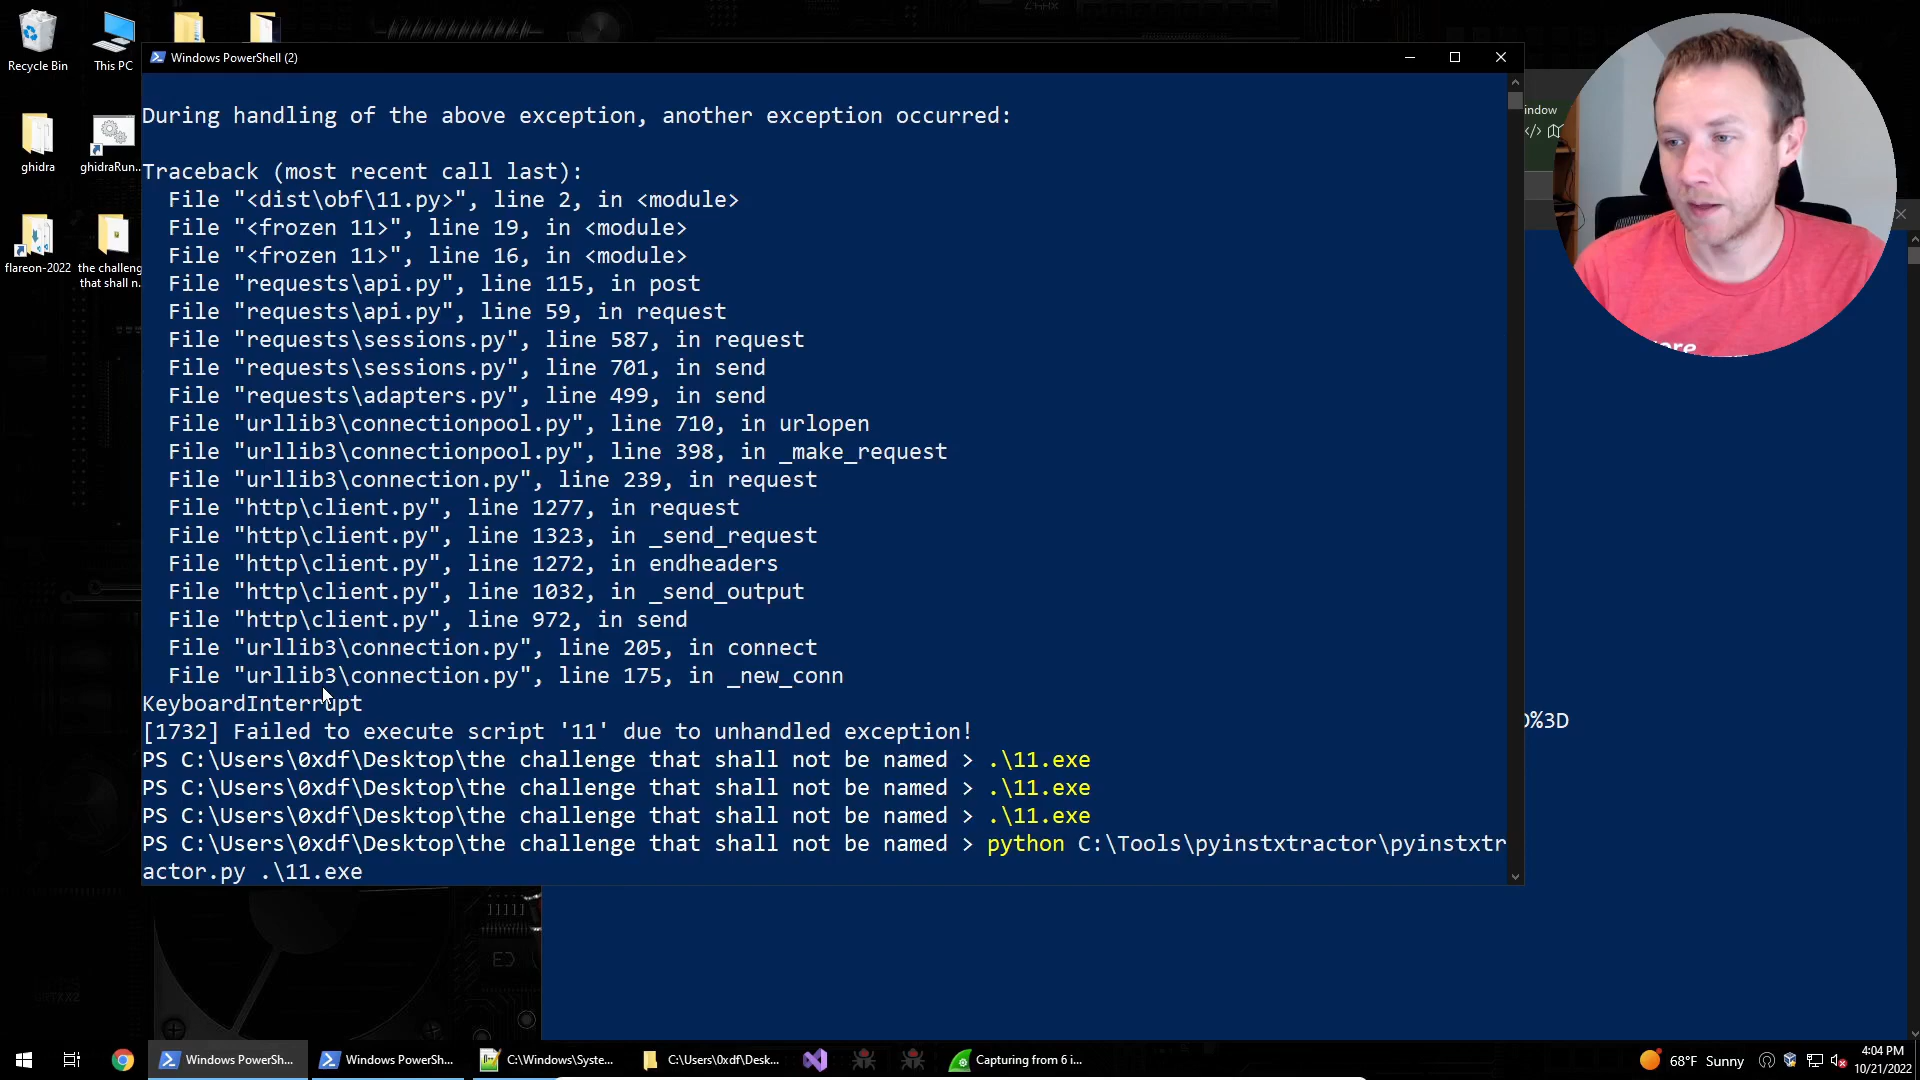 Recycle Bin
This PC
ghidra
ghidraRun...
flareon-2022
the challeng
that shall n...
Windows PowerShell (2)
During handling of the above exception, another exception occurred:
Traceback (most recent call last):
  File "<dist\obf\11.py>", line 2, in <module>
  File "<frozen 11>", line 19, in <module>
  File "<frozen 11>", line 16, in <module>
  File "requests\api.py", line 115, in post
  File "requests\api.py", line 59, in request
  File "requests\sessions.py", line 587, in request
  File "requests\sessions.py", line 701, in send
  File "requests\adapters.py", line 499, in send
  File "urllib3\connectionpool.py", line 710, in urlopen
  File "urllib3\connectionpool.py", line 398, in _make_request
  File "urllib3\connection.py", line 239, in request
  File "http\client.py", line 1277, in request
  File "http\client.py", line 1323, in _send_request
  File "http\client.py", line 1272, in endheaders
  File "http\client.py", line 1032, in _send_output
  File "http\client.py", line 972, in send
  File "urllib3\connection.py", line 205, in connect
  File "urllib3\connection.py", line 175, in _new_conn
KeyboardInterrupt
[1732] Failed to execute script '11' due to unhandled exception!
PS C:\Users\0xdf\Desktop\the challenge that shall not be named > .\11.exe
PS C:\Users\0xdf\Desktop\the challenge that shall not be named > .\11.exe
PS C:\Users\0xdf\Desktop\the challenge that shall not be named > .\11.exe
PS C:\Users\0xdf\Desktop\the challenge that shall not be named > python C:\Tools\pyinstxtractor\pyinstxtr
actor.py .\11.exe
indow
%3D
Windows PowerSh...
Windows PowerSh...
C:\Windows\Syste...
C:\Users\0xdf\Desk...
Capturing from 6 i...
68°F Sunny
4:04 PM
10/21/2022